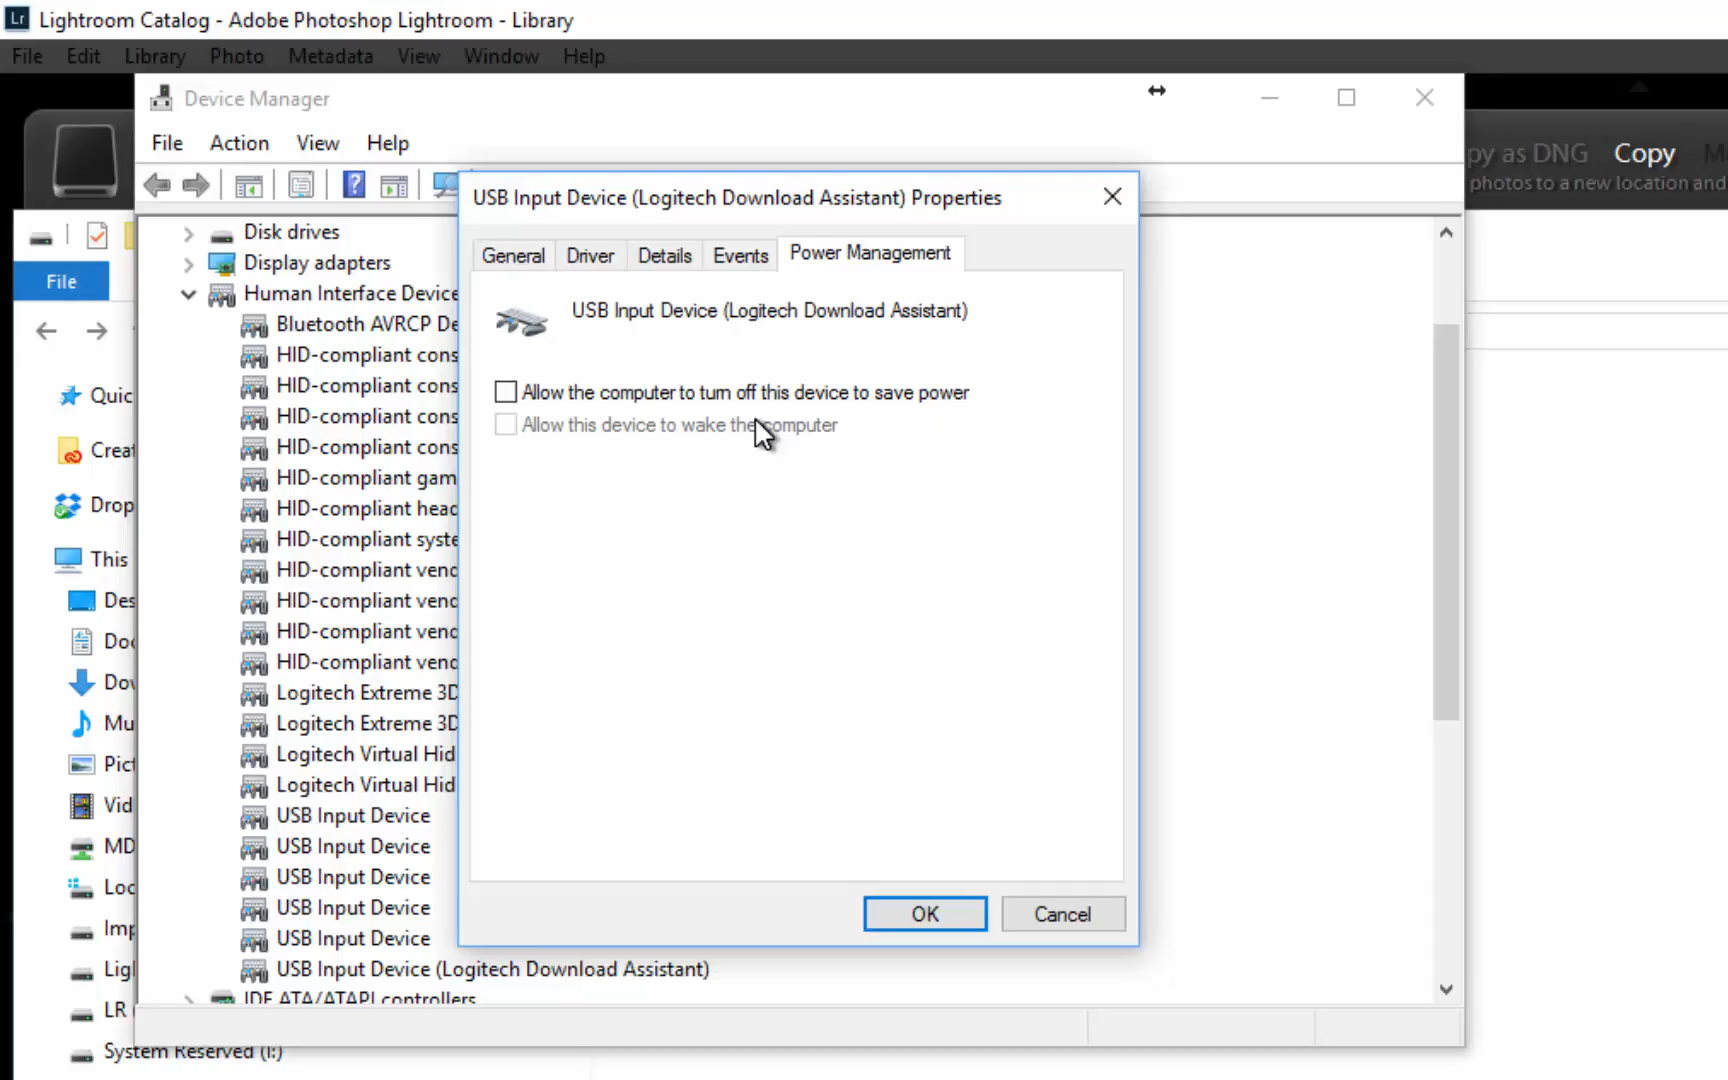 Lr Lightroom Catalog - Adobe Photoshop Lightroom - Library
File Edit Library Photo Metadata View Window Help
Device Manager
File Action View Help
py as DNG Copy M
photos to a new location and
USB Input Device (Logitech Download Assistant) Properties
General Driver Details Events Power Management
USB Input Device (Logitech Download Assistant)
Allow the computer to turn off this device to save power
Allow this device to wake the computer
OK Cancel
Disk drives
Display adapters
Human Interface Device
Bluetooth AVRCP De
HID-compliant cons
HID-compliant cons
HID-compliant cons
HID-compliant cons
HID-compliant gam
HID-compliant head
HID-compliant syste
HID-compliant vend
HID-compliant vend
HID-compliant vend
HID-compliant vend
Logitech Extreme 3D
Logitech Extreme 3D
Logitech Virtual Hid
Logitech Virtual Hid
USB Input Device
USB Input Device
USB Input Device
USB Input Device
USB Input Device
USB Input Device (Logitech Download Assistant)
IDE ATA/ATAPI controllers
File
Quic
Creat
Drop
This
Des
Doc
Dov
Mu
Pict
Vid
MD
Loc
Imp
Ligl
LR
System Reserved (I:)